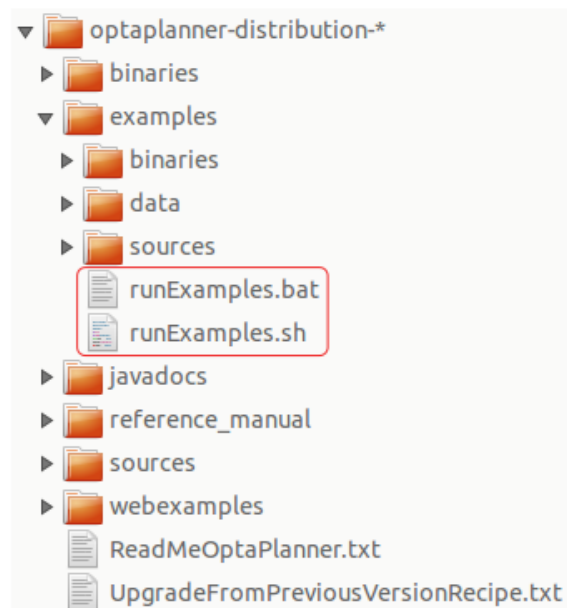 optaplanner-distribution-*
binaries
examples
binaries
data
sources
runExamples.bat
runExamples.sh
javadocs
reference_manual
sources
webexamples
ReadMeOptaPlanner.txt
UpgradeFromPreviousVersionRecipe.txt